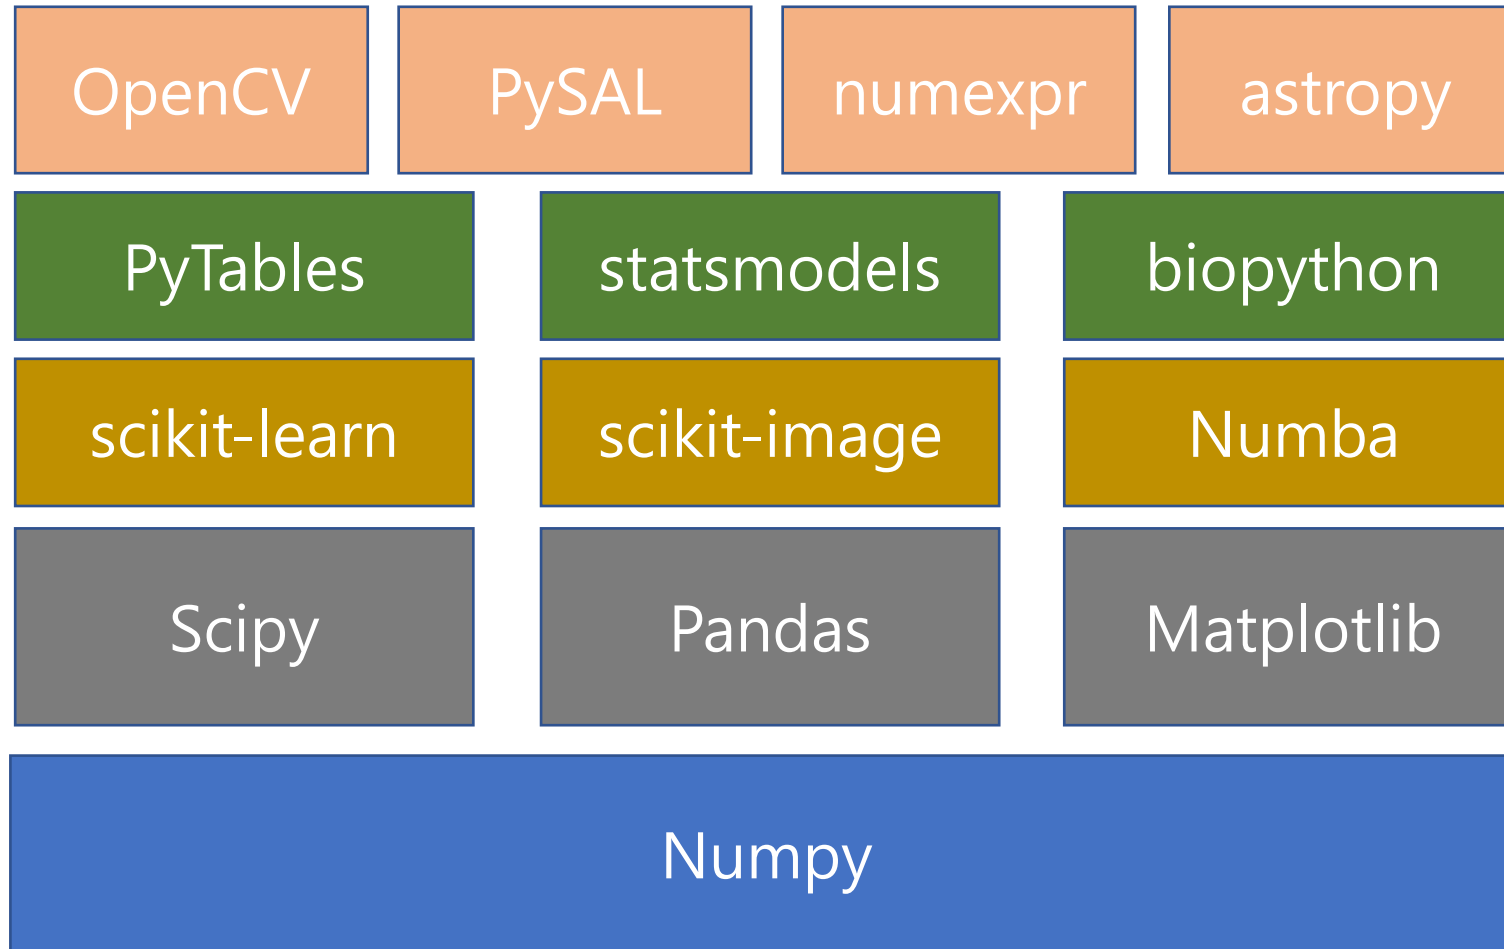 OpenCV
PySAL
numexpr
astropy
PyTables
statsmodels
biopython
scikit-learn
scikit-image
Numba
Scipy
Pandas
Matplotlib
Numpy